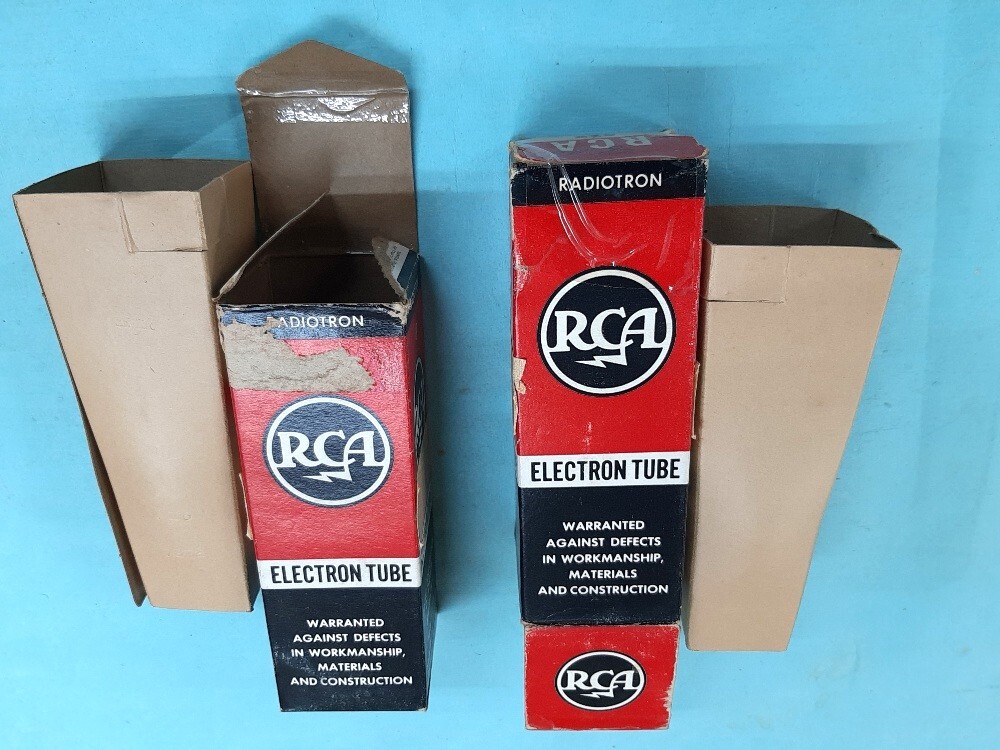 RADIOTRON
RCA
ELECTRON TUBE
WARRANTED
AGAINST DEFECTS
IN WORKMANSHIP,
MATERIALS
AND CONSTRUCTION
RCA
RADIOTRON
RCA
ELECTRON TUBE
WARRANTED
AGAINST DEFECTS
IN WORKMANSHIP,
MATERIALS
AND CONSTRUCTION
RCA